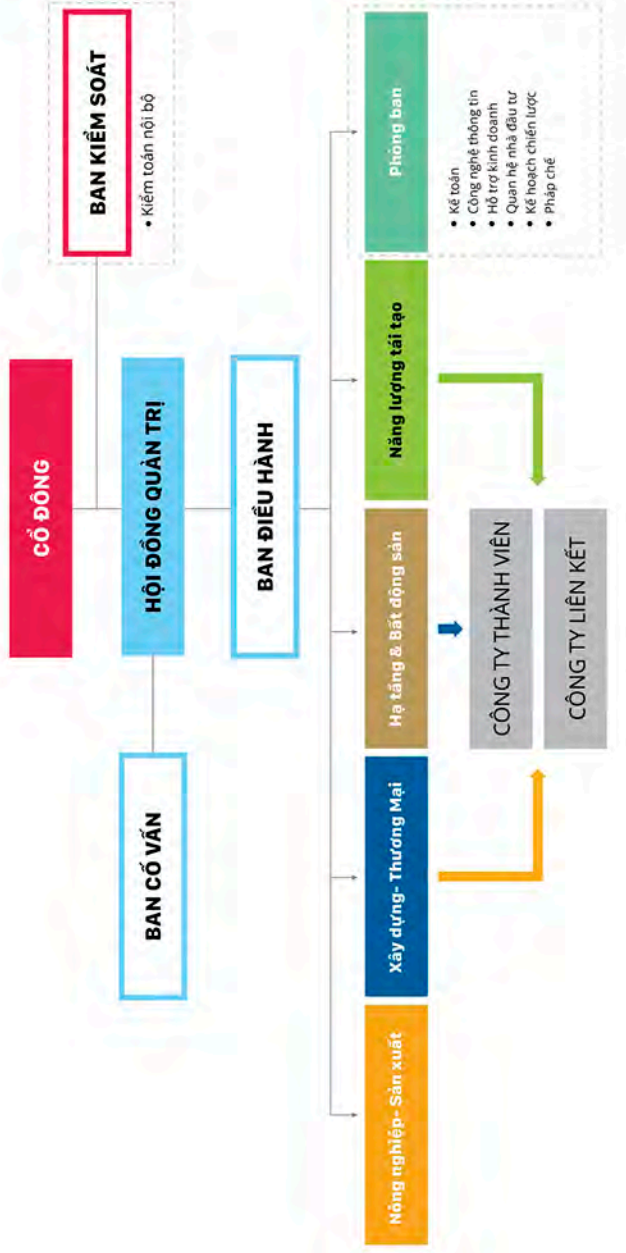 CỔ ĐÔNG
BAN KIỂM SOÁT
• Kiểm toán nội bộ
BAN CỐ VẤN
HỘI ĐỒNG QUẢN TRỊ
BAN ĐIỀU HÀNH
Nông nghiệp- Sản xuất
Xây dựng- Thương Mại
Hạ tầng & Bất động sản
Năng lượng tái tạo
Phòng ban
• Kế toán
• Công nghệ thông tin
• Hỗ trợ kinh doanh
• Quan hệ nhà đầu tư
• Kế hoạch chiến lược
• Pháp chế
CÔNG TY THÀNH VIÊN
CÔNG TY LIÊN KẾT